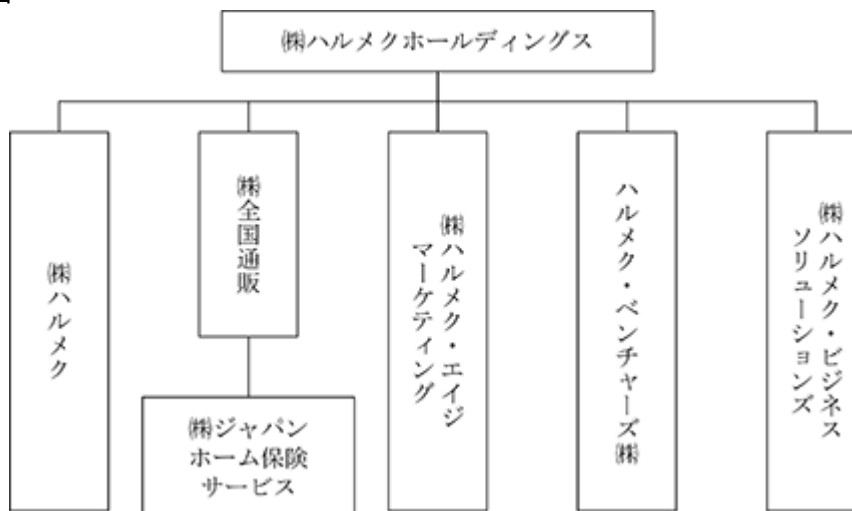 ㈱ハルメクホールディングス
㈱ハルメク
㈱全国通販
㈱ジャパン
ホーム保険
サービス
㈱ハルメク・エイジ
マーケティング
ハルメク・ベンチャーズ㈱
㈱ハルメク・ビジネス
ソリューションズ